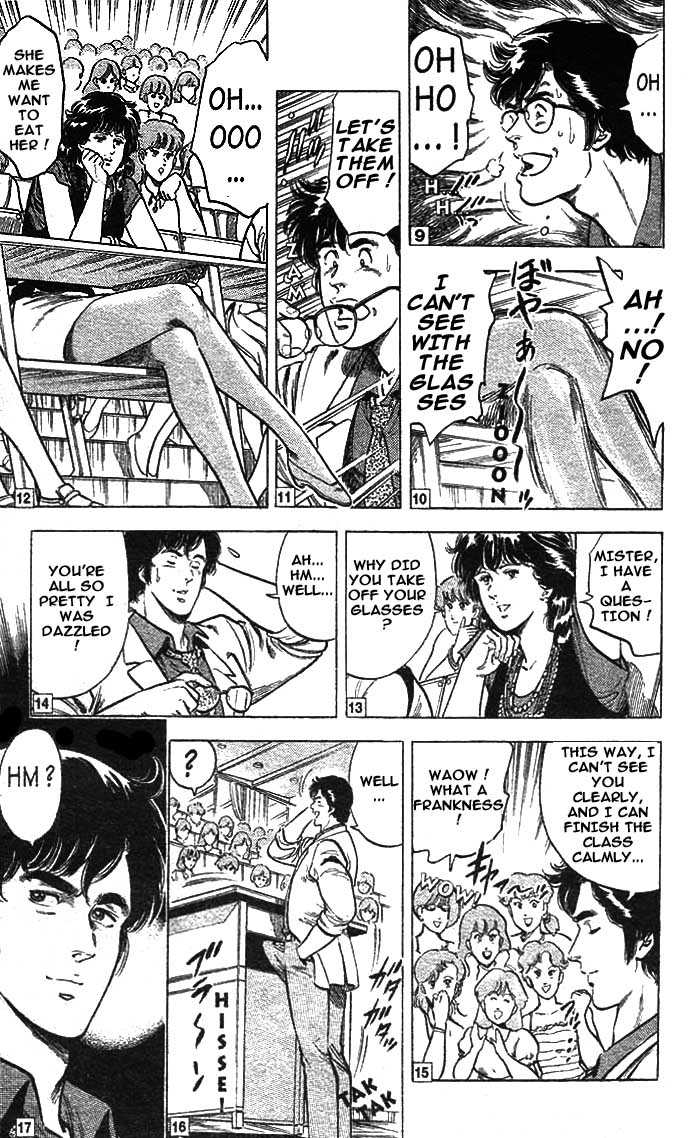 OH
...
OH
HO
...!
H...
H
9
AH
...!
NO
!
I
CAN'T
SEE
WITH
THE
GLAS
SES
ぼやぁ〜〜
ZIOOON
10
LET'S
TAKE
THEM
OFF!
ZAM
11
OH...
OOO
...
SHE
MAKES
ME
WANT
TO
EAT
HER!
12
MISTER,
I HAVE
A
QUES-
TION!
WHY DID
YOU TAKE
OFF YOUR
GLASSES
?
13
AH...
HM...
WELL...
YOU'RE
ALL SO
PRETTY I
WAS
DAZZLED
!
14
THIS WAY, I
CAN'T SEE
YOU
CLEARLY,
AND I CAN
FINISH THE
CLASS
CALMLY...
WAOW!
WHAT A
FRANKNESS
!
WOW!
15
WELL
...
?
HISSE!
TAK
TAK
16
HM?
17